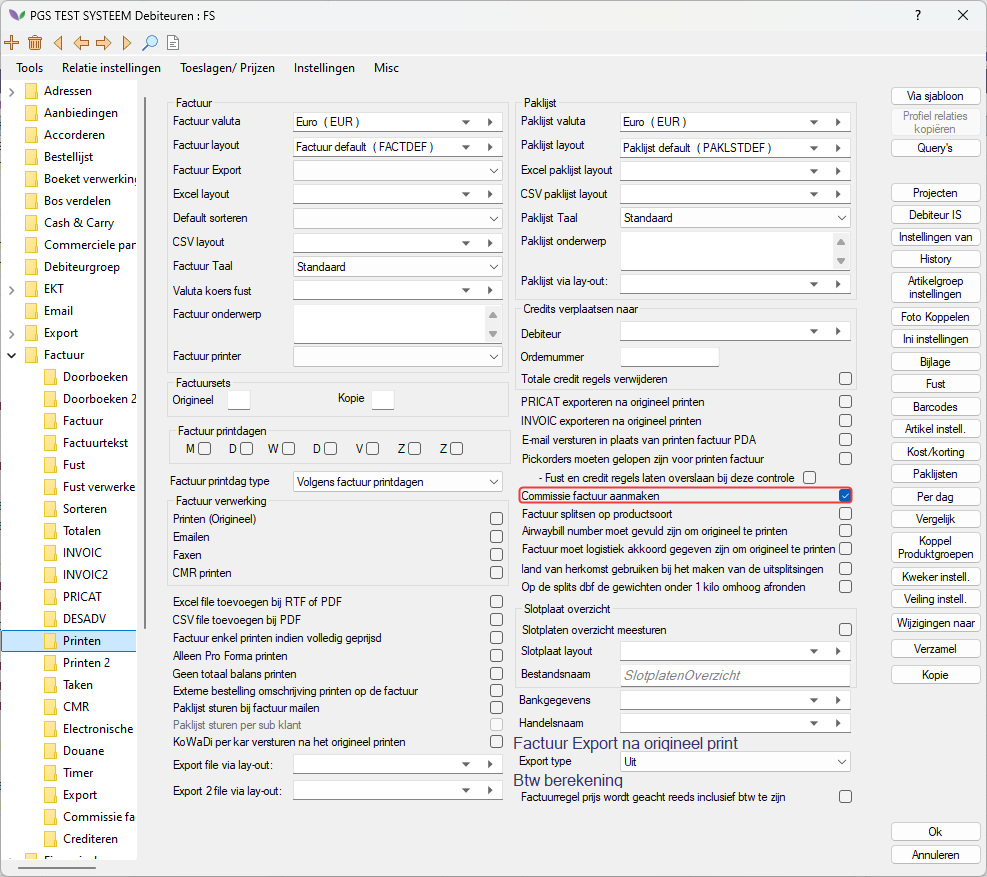 PGS TEST SYSTEEM Debiteuren : FS
?
Tools Relatie instellingen Toeslagen/ Prijzen Instellingen Misc
Adressen
Aanbiedingen
Accorderen
Bestellijst
Boeket verwerking
Bos verdelen
Cash & Carry
Commerciele par
Debiteurgroep
EKT
Email
Export
Factuur
Doorboeken
Doorboeken 2
Factuur
Factuurtekst
Fust
Fust verwerke
Sorteren
Totalen
INVOIC
INVOIC2
PRICAT
DESADV
Printen
Printen 2
Taken
CMR
Electronische
Douane
Timer
Export
Commissie fa
Crediteren
Factuur
Factuur valuta Euro ( EUR )
Factuur layout Factuur default ( FACTDEF )
Factuur Export
Excel layout
Default sorteren
CSV layout
Factuur Taal Standaard
Valuta koers fust
Factuur onderwerp
Factuur printer
Factuursets
Origineel Kopie
Factuur printdagen
M D W D V Z Z
Factuur printdag type Volgens factuur printdagen
Factuur verwerking
Printen (Origineel)
Emailen
Faxen
CMR printen
Excel file toevoegen bij RTF of PDF
CSV file toevoegen bij PDF
Factuur enkel printen indien volledig geprijsd
Alleen Pro Forma printen
Geen totaal balans printen
Externe bestelling omschrijving printen op de factuur
Paklijst sturen bij factuur mailen
Paklijst sturen per sub klant
KoWaDi per kar versturen na het origineel printen
Export file via lay-out:
Export 2 file via lay-out:
Paklijst
Paklijst valuta Euro ( EUR )
Paklijst layout Paklijst default ( PAKLSTDEF )
Excel paklijst layout
CSV paklijst layout
Paklijst Taal Standaard
Paklijst onderwerp
Paklijst via lay-out:
Credits verplaatsen naar
Debiteur
Ordernummer
Totale credit regels verwijderen
PRICAT exporteren na origineel printen
INVOIC exporteren na origineel printen
E-mail versturen in plaats van printen factuur PDA
Pickorders moeten gelopen zijn voor printen factuur
- Fust en credit regels laten overslaan bij deze controle
Commissie factuur aanmaken
Factuur splitsen op productsoort
Airwaybill number moet gevuld zijn om origineel te printen
Factuur moet logistiek akkoord gegeven zijn om origineel te printen
land van herkomst gebruiken bij het maken van de uitsplitsingen
Op de splits dbf de gewichten onder 1 kilo omhoog afronden
Slotplaat overzicht
Slotplaten overzicht meesturen
Slotplaat layout
Bestandsnaam SlotplatenOverzicht
Bankgegevens
Handelsnaam
Factuur Export na origineel print
Export type Uit
Btw berekening
Factuurregel prijs wordt geacht reeds inclusief btw te zijn
Via sjabloon
Profiel relaties
kopiëren
Query's
Projecten
Debiteur IS
Instellingen van
History
Artikelgroep
instellingen
Foto Koppelen
Ini instellingen
Bijlage
Fust
Barcodes
Artikel instell.
Kost/korting
Paklijsten
Per dag
Vergelijk
Koppel
Produktgroepen
Kweker instell.
Veiling instell.
Wijzigingen naar
Verzamel
Kopie
Ok
Annuleren